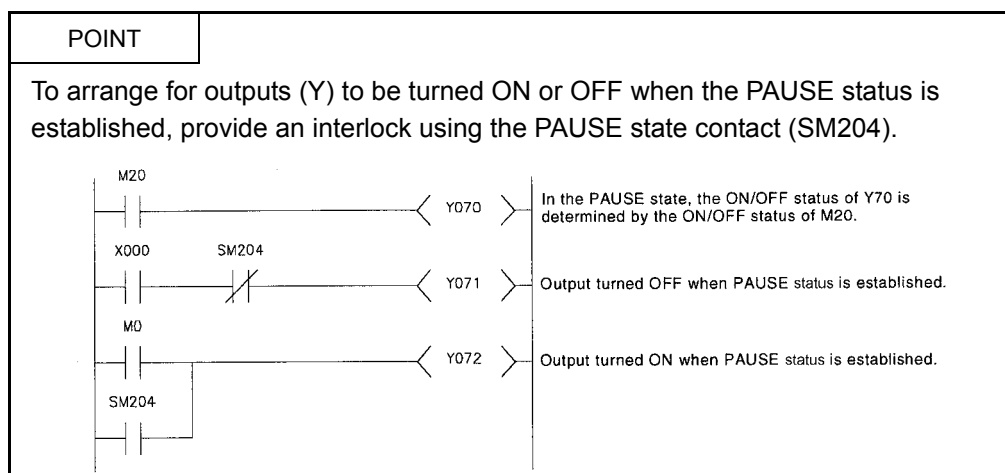 POINT
To arrange for outputs (Y) to be turned ON or OFF when the PAUSE status is
established, provide an interlock using the PAUSE state contact (SM204).
M20
Y070
In the PAUSE state, the ON/OFF status of Y70 is
determined by the ON/OFF status of M20.
X000 SM204
Y071
Output turned OFF when PAUSE status is established.
M0
Y072
Output turned ON when PAUSE status is established.
SM204